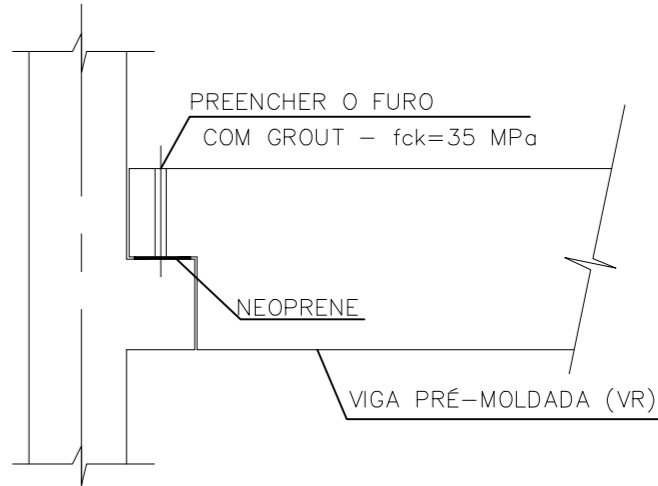 PREENCHER O FURO
COM GROUT – fck=35 MPa
NEOPRENE
VIGA PRÉ–MOLDADA (VR)